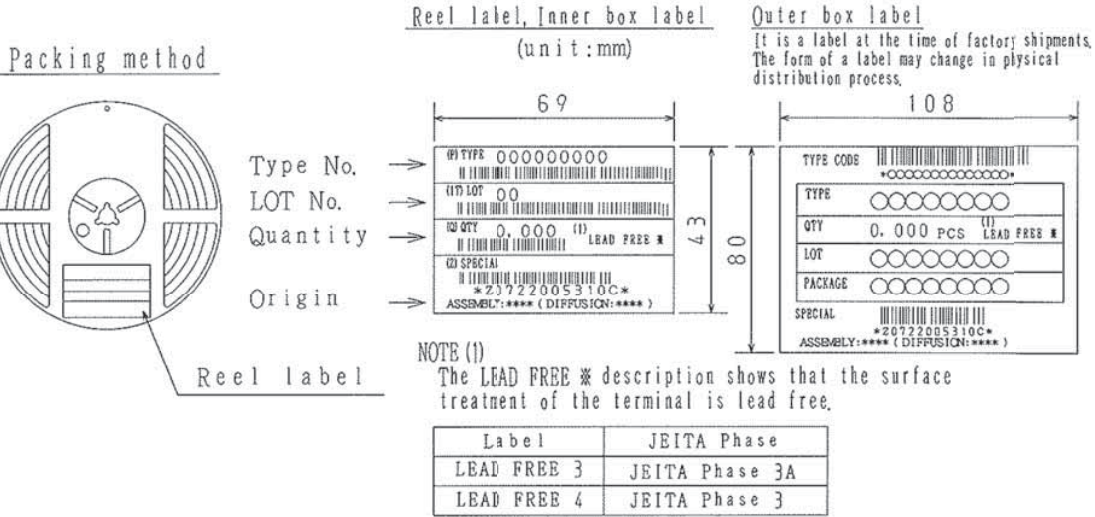 Packing method
Reel label
Reel label, Inner box label
(unit:mm)
69
Type No.
LOT No.
Quantity
Origin
(P) TYPE 000000000
(1T) LOT 00
(Q) QTY 0.000 (1) LEAD FREE ※
(Z) SPECIAL
*Z0722005310C*
ASSEMBLY:**** (DIFFUSION:****)
43
Outer box label
It is a label at the time of factory shipments.
The form of a label may change in physical
distribution process.
108
80
TYPE CODE
*○○○○○○○○○○○○○*
TYPE ○○○○○○○○
QTY 0.000 PCS (1) LEAD FREE ※
LOT ○○○○○○○○
PACKAGE ○○○○○○○○
SPECIAL
*Z0722005310C*
ASSEMBLY:**** (DIFFUSION:****)
NOTE (1)
The LEAD FREE ※ description shows that the surface
treatment of the terminal is lead free.
Label JEITA Phase
LEAD FREE 3 JEITA Phase 3A
LEAD FREE 4 JEITA Phase 3